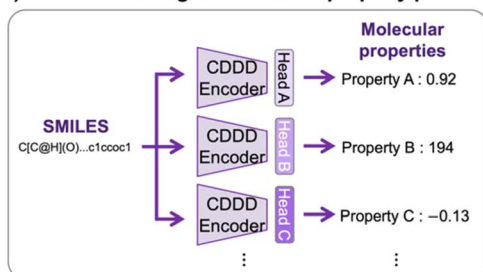 Molecular
properties
CDDD
Encoder
Head A
Property A : 0.92
SMILES
C[C@H](O)...c1ccoc1
CDDD
Encoder
Head B
Property B : 194
CDDD
Encoder
Head C
Property C : −0.13
⋮ ⋮